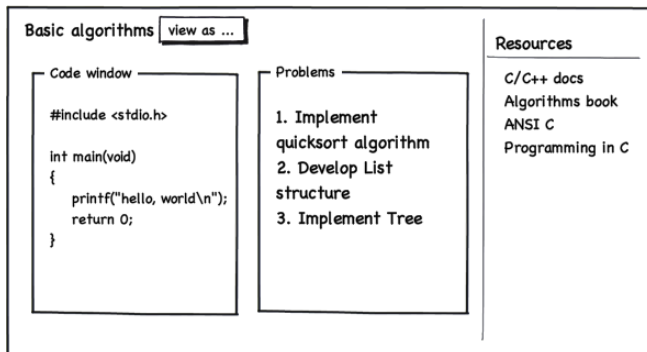 Basic algorithms view as ...
Code window
#include <stdio.h>
int main(void)
{
printf("hello, world\n");
return 0;
}
Problems
1. Implement
quicksort algorithm
2. Develop List
structure
3. Implement Tree
Resources
C/C++ docs
Algorithms book
ANSI C
Programming in C